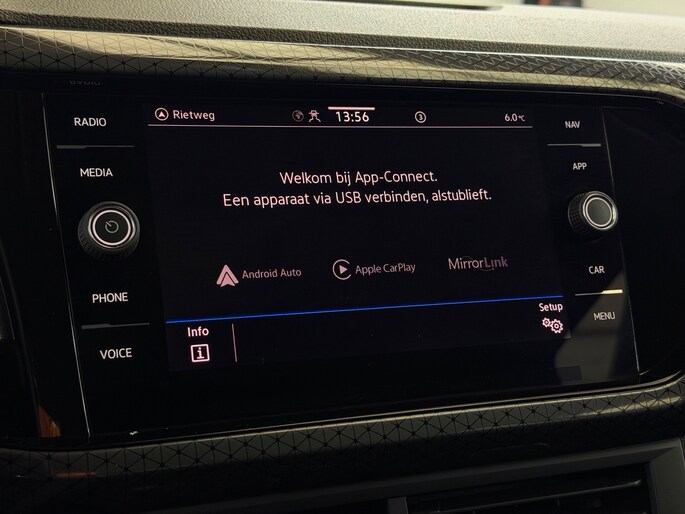 RADIO
MEDIA
PHONE
VOICE
Rietweg
13:56
3
6.0°C
Welkom bij App-Connect.
Een apparaat via USB verbinden, alstublieft.
Android Auto
Apple CarPlay
MirrorLink
Info
Setup
NAV
APP
CAR
MENU